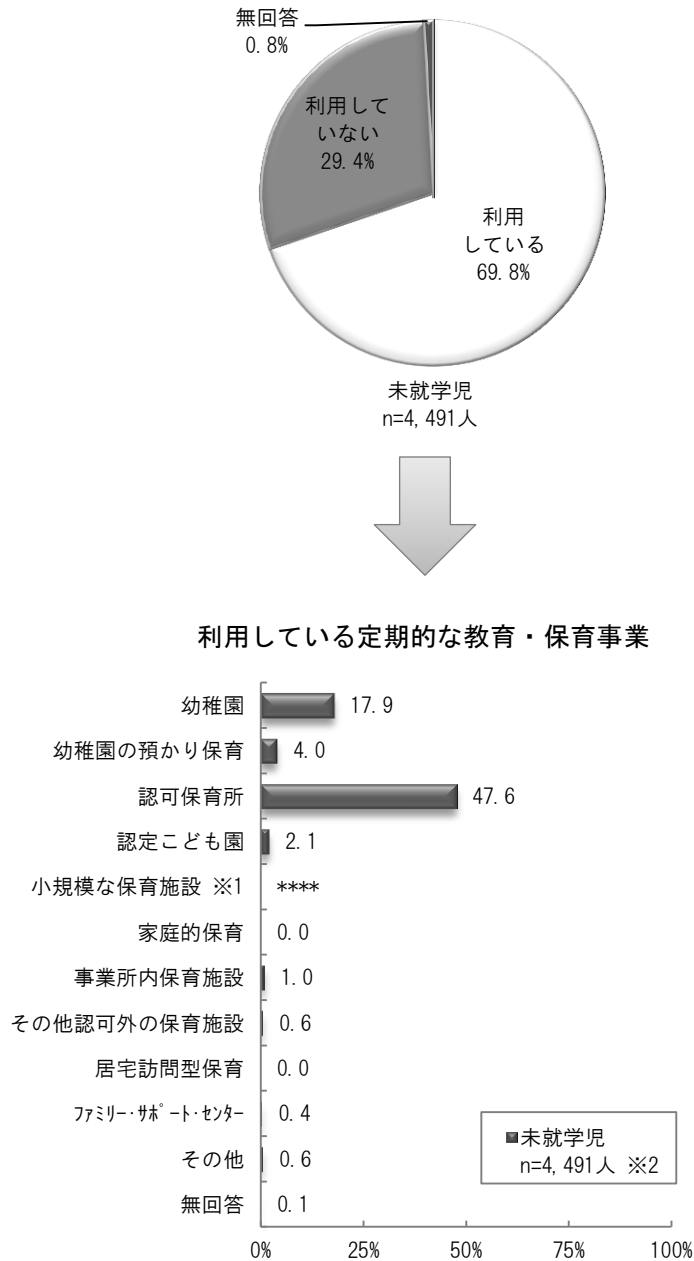 無回答
0.8%
利用して
いない
29.4%
利用
している
69.8%
未就学児
n=4,491人
利用している定期的な教育・保育事業
幼稚園 17.9
幼稚園の預かり保育 4.0
認可保育所 47.6
認定こども園 2.1
小規模な保育施設 ※1 ****
家庭的保育 0.0
事業所内保育施設 1.0
その他認可外の保育施設 0.6
居宅訪問型保育 0.0
ﾌｧﾐﾘｰ･ｻﾎﾟｰﾄ･ｾﾝﾀｰ 0.4
その他 0.6
無回答 0.1
■未就学児
n=4,491人 ※2
0% 25% 50% 75% 100%